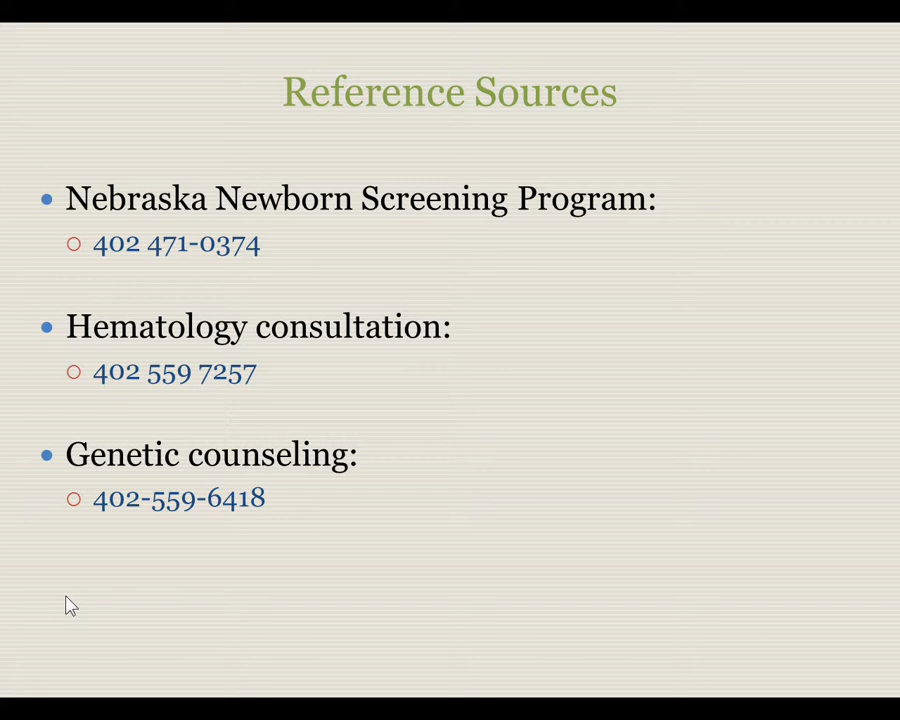 Reference Sources
Nebraska Newborn Screening Program:
402 471-0374
Hematology consultation:
402 559 7257
Genetic counseling:
402-559-6418